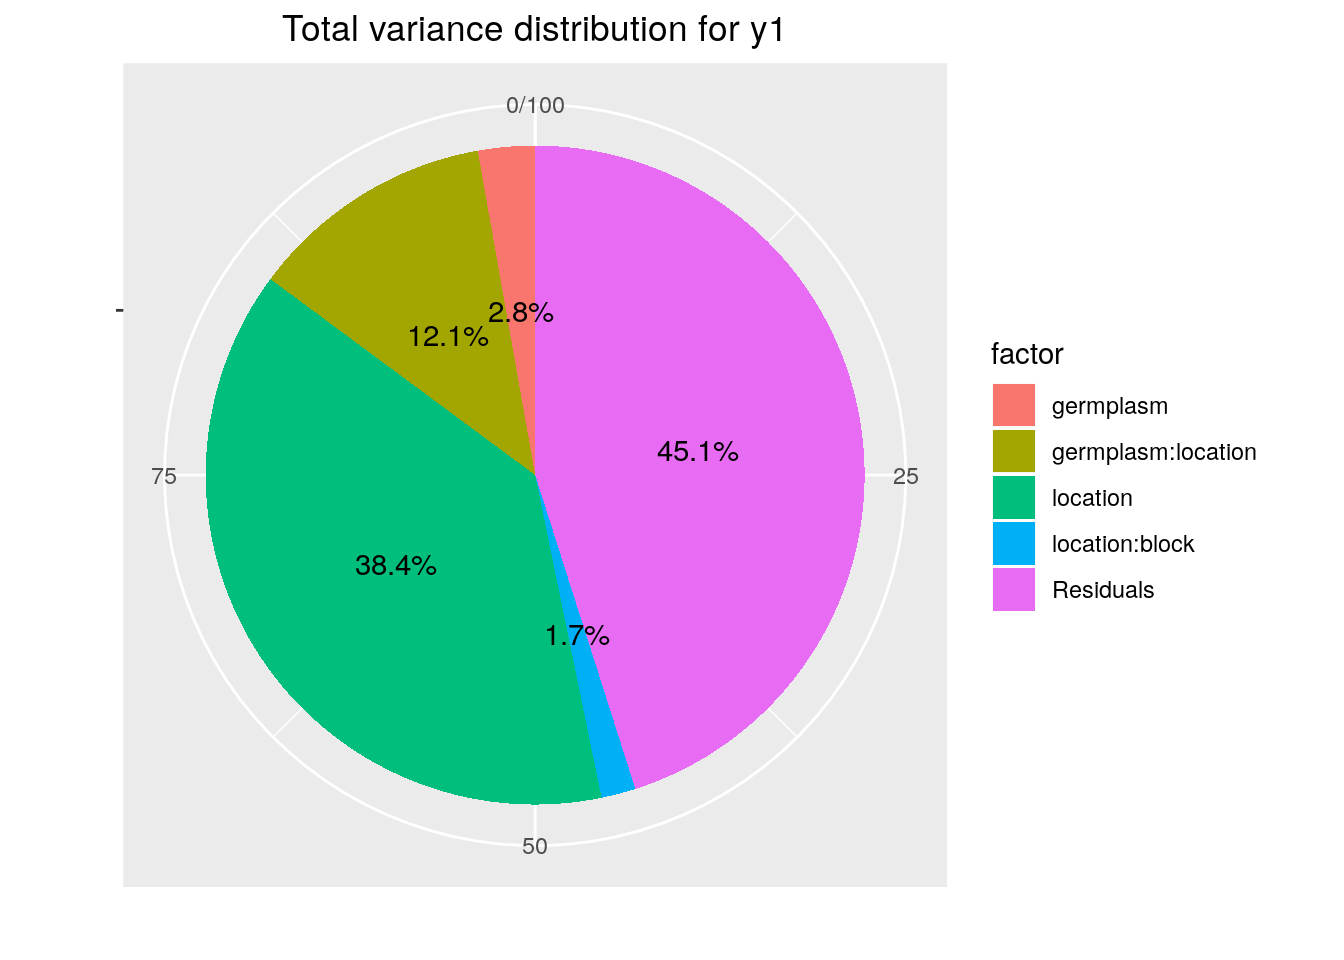 Total variance distribution for y1
0/100
2.8%
12.1%
45.1%
75
25
38.4%
1.7%
50
factor
germplasm
germplasm:location
location
location:block
Residuals